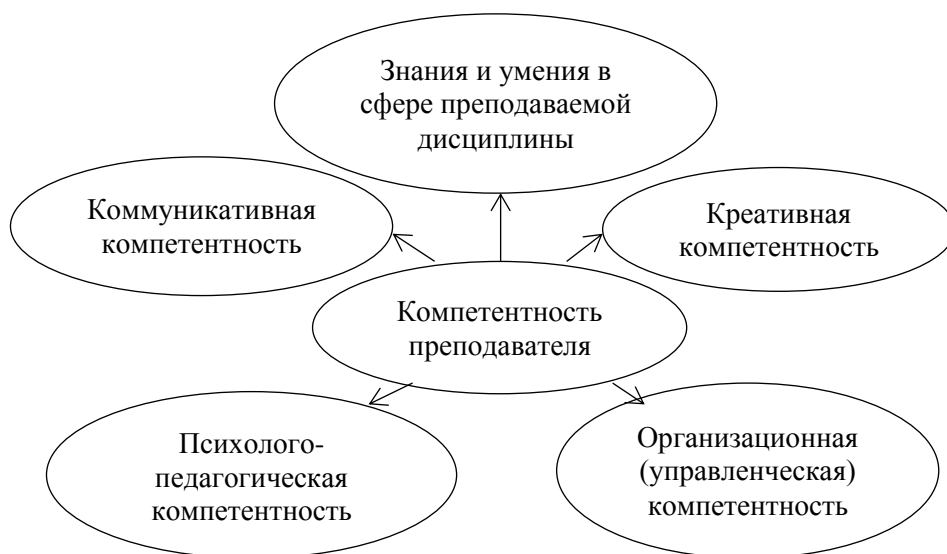 Знания и умения в
сфере преподаваемой
дисциплины
Коммуникативная
компетентность
Креативная
компетентность
Компетентность
преподавателя
Психолого-
педагогическая
компетентность
Организационная
(управленческая)
компетентность